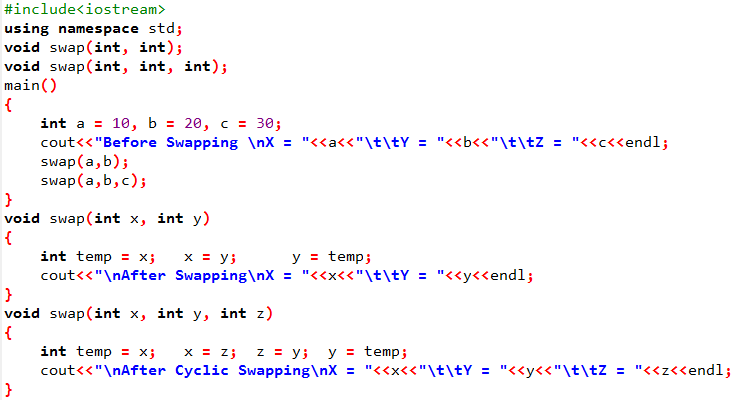 #include<iostream>
using namespace std;
void swap(int, int);
void swap(int, int, int);
main()
{
    int a = 10, b = 20, c = 30;
    cout<<"Before Swapping \nX = "<<a<<"\t\tY = "<<b<<"\t\tZ = "<<c<<endl;
    swap(a,b);
    swap(a,b,c);
}
void swap(int x, int y)
{
    int temp = x;   x = y;      y = temp;
    cout<<"\nAfter Swapping\nX = "<<x<<"\t\tY = "<<y<<endl;
}
void swap(int x, int y, int z)
{
    int temp = x;   x = z;  z = y;  y = temp;
    cout<<"\nAfter Cyclic Swapping\nX = "<<x<<"\t\tY = "<<y<<"\t\tZ = "<<z<<endl;
}